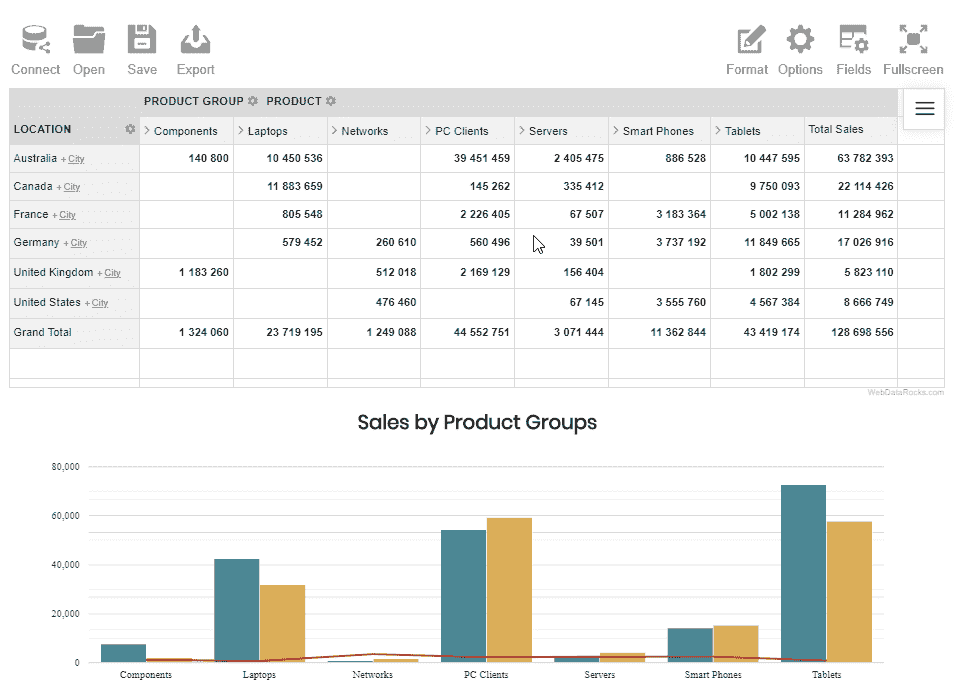 Connect Open Save Export Format Options Fields Fullscreen
PRODUCT GROUP PRODUCT
LOCATION Components Laptops Networks PC Clients Servers Smart Phones Tablets Total Sales
Australia + City 140 800 10 450 536 39 451 459 2 405 475 886 528 10 447 595 63 782 393
Canada + City 11 883 659 145 262 335 412 9 750 093 22 114 426
France + City 805 548 2 226 405 67 507 3 183 364 5 002 138 11 284 962
Germany + City 579 452 260 610 560 496 39 501 3 737 192 11 849 665 17 026 916
United Kingdom + City 1 183 260 512 018 2 169 129 156 404 1 802 299 5 823 110
United States + City 476 460 67 145 3 555 760 4 567 384 8 666 749
Grand Total 1 324 060 23 719 195 1 249 088 44 552 751 3 071 444 11 362 844 43 419 174 128 698 556
WebDataRocks.com
Sales by Product Groups
80,000
60,000
40,000
20,000
0
Components Laptops Networks PC Clients Servers Smart Phones Tablets